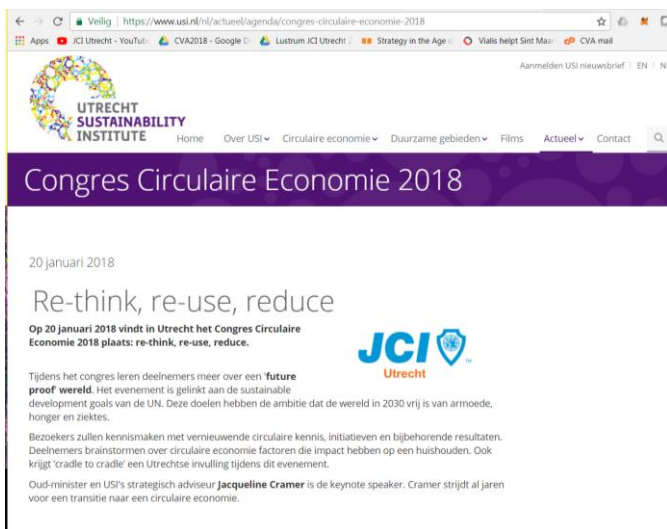 Veilig | https://www.usi.nl/nl/actueel/agenda/congres-circulaire-economie-2018
Apps JCI Utrecht - YouTub CVA2018 - Google D Lustrum JCI Utrecht Strategy in the Age o Vialis helpt Sint Maar CVA mail
Aanmelden USI nieuwsbrief | EN | N
UTRECHT
SUSTAINABILITY
INSTITUTE
Home Over USI Circulaire economie Duurzame gebieden Films Actueel Contact
Congres Circulaire Economie 2018
20 januari 2018
Re-think, re-use, reduce
Op 20 januari 2018 vindt in Utrecht het Congres Circulaire
Economie 2018 plaats: re-think, re-use, reduce.
JCI
Utrecht
Tijdens het congres leren deelnemers meer over een 'future
proof' wereld. Het evenement is gelinkt aan de sustainable
development goals van de UN. Deze doelen hebben de ambitie dat de wereld in 2030 vrij is van armoede,
honger en ziektes.
Bezoekers zullen kennismaken met vernieuwende circulaire kennis, initiatieven en bijbehorende resultaten.
Deelnemers brainstormen over circulaire economie factoren die impact hebben op een huishouden. Ook
krijgt 'cradle to cradle' een Utrechtse invulling tijdens dit evenement.
Oud-minister en USI's strategisch adviseur Jacqueline Cramer is de keynote speaker. Cramer strijdt al jaren
voor een transitie naar een circulaire economie.